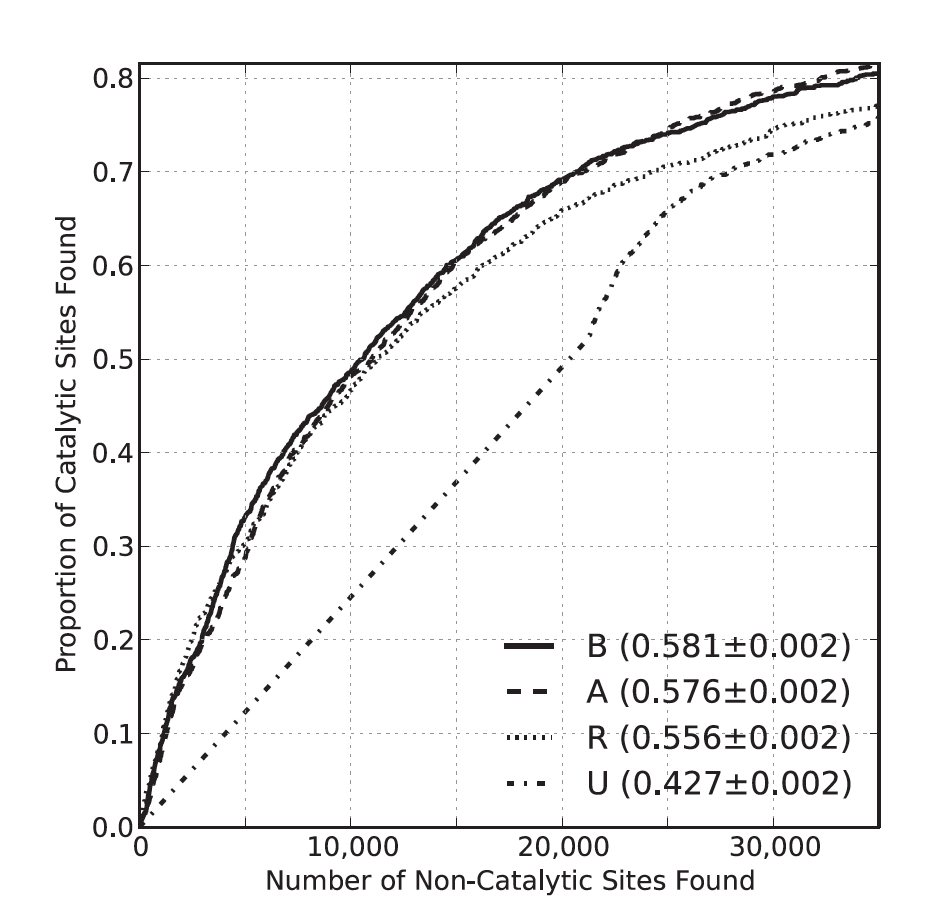 0.8
0.7
0.6
0.5
0.4
0.3
0.2
0.1
0.0
Proportion of Catalytic Sites Found
B (0.581±0.002)
A (0.576±0.002)
R (0.556±0.002)
U (0.427±0.002)
0 10,000 20,000 30,000
Number of Non-Catalytic Sites Found